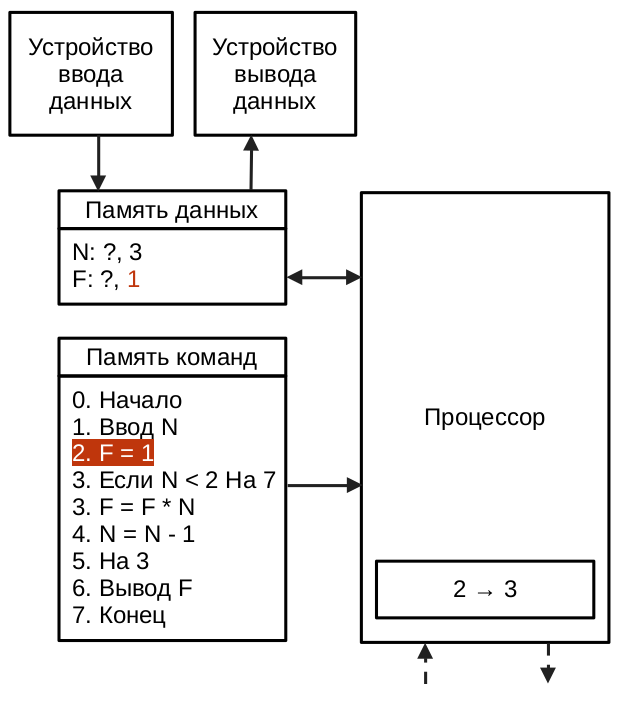 Устройство
ввода
данных
Устройство
вывода
данных
Память данных
N: ?, 3
F: ?, 1
Память команд
0. Начало
1. Ввод N
2. F = 1
3. Если N < 2 На 7
3. F = F * N
4. N = N - 1
5. На 3
6. Вывод F
7. Конец
Процессор
2 → 3